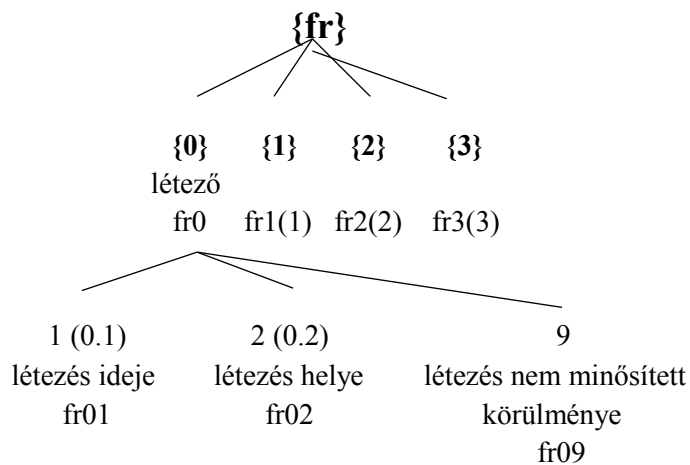 {fr}
{0} {1} {2} {3}
létező
fr0 fr1(1) fr2(2) fr3(3)
1 (0.1) 2 (0.2) 9
létezés ideje létezés helye létezés nem minősített
fr01 fr02 körülménye
fr09